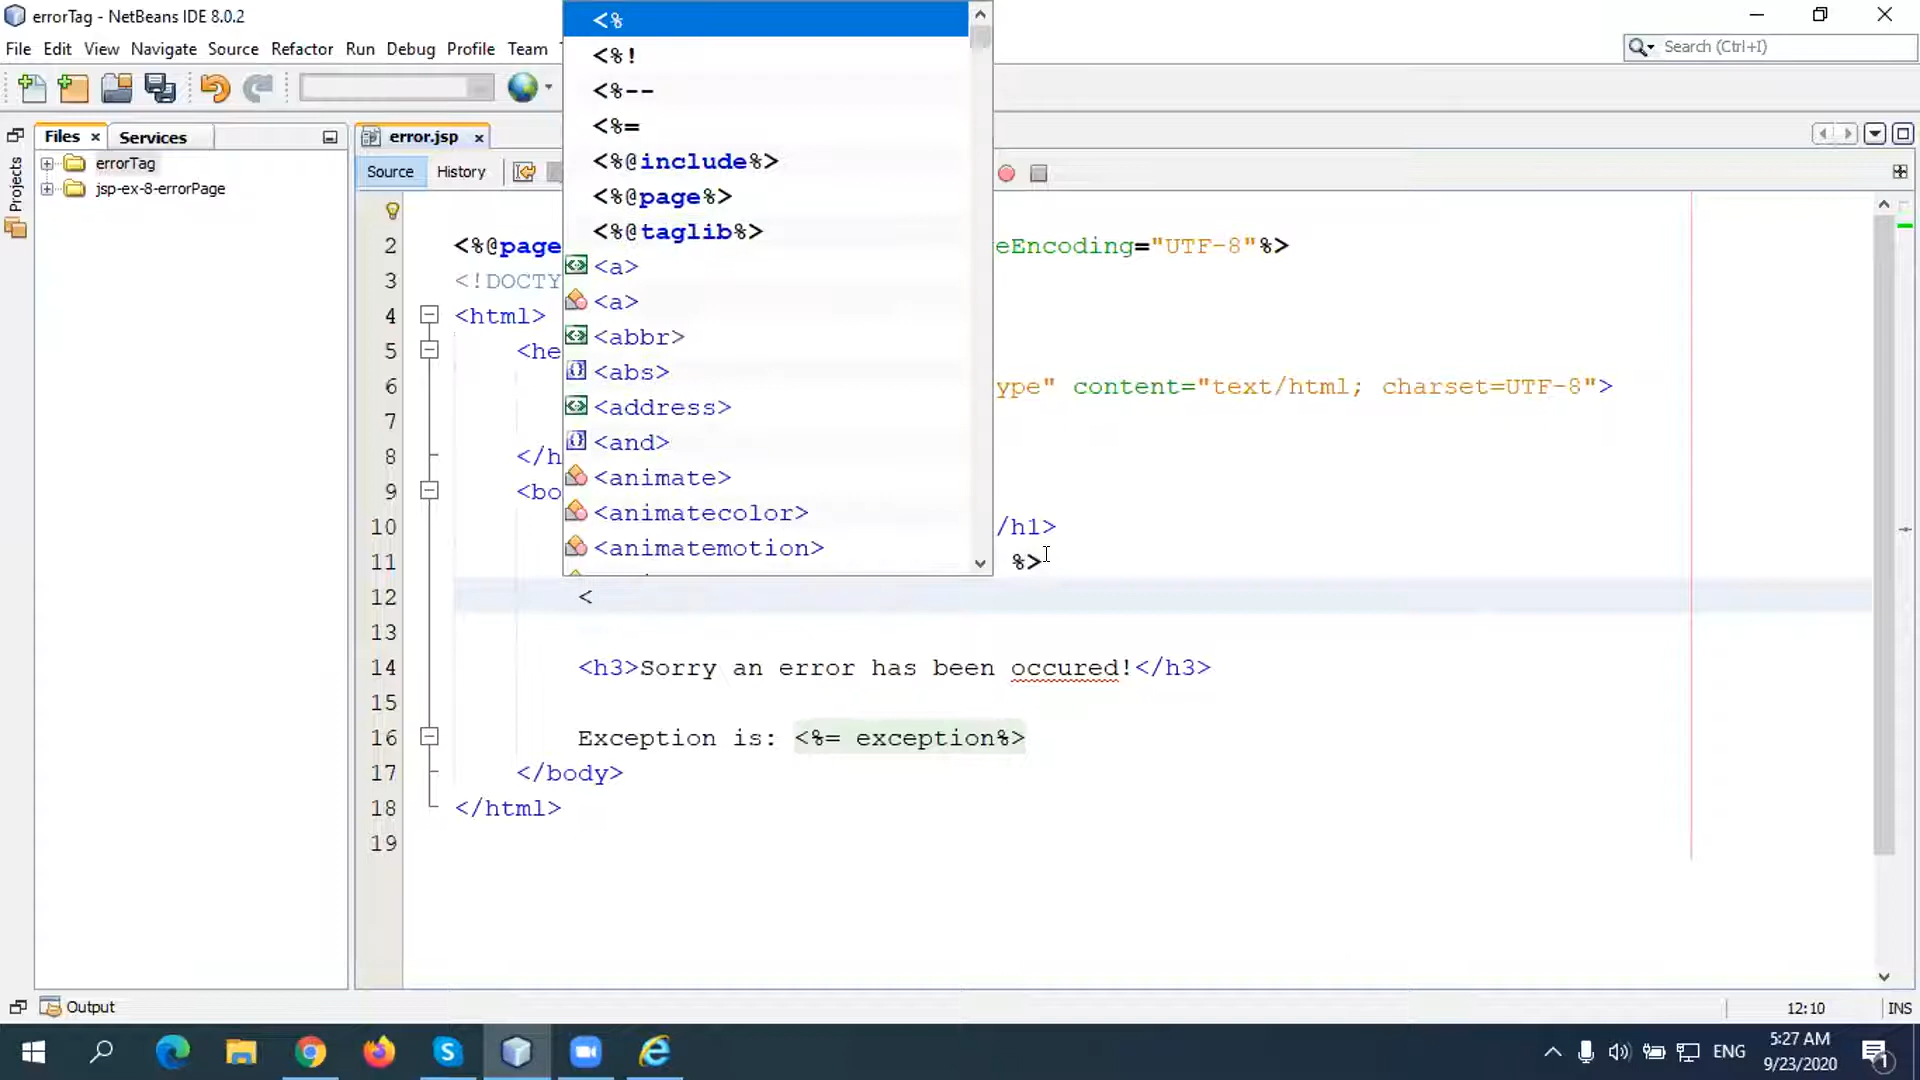 errorTag - NetBeans IDE 8.0.2
File Edit View Navigate Source Refactor Run Debug Profile Team
Search (Ctrl+I)
Files
Services
Projects
errorTag
jsp-ex-8-errorPage
error.jsp
Source
History
<%
<%!
<%--
<%=
<%@include%>
<%@page%>
<%@taglib%>
<a>
<a>
<abbr>
<abs>
<address>
<and>
<animate>
<animatecolor>
<animatemotion>
2 <%@page eEncoding="UTF-8"%>
3 <!DOCTY
4 <html>
5 <he
6 ype" content="text/html; charset=UTF-8">
7
8 </h
9 <bo
10 /h1>
11 %>
12 <
13
14 <h3>Sorry an error has been occured!</h3>
15
16 Exception is: <%= exception%>
17 </body>
18 </html>
19
Output
12:10
INS
ENG
5:27 AM
9/23/2020
1